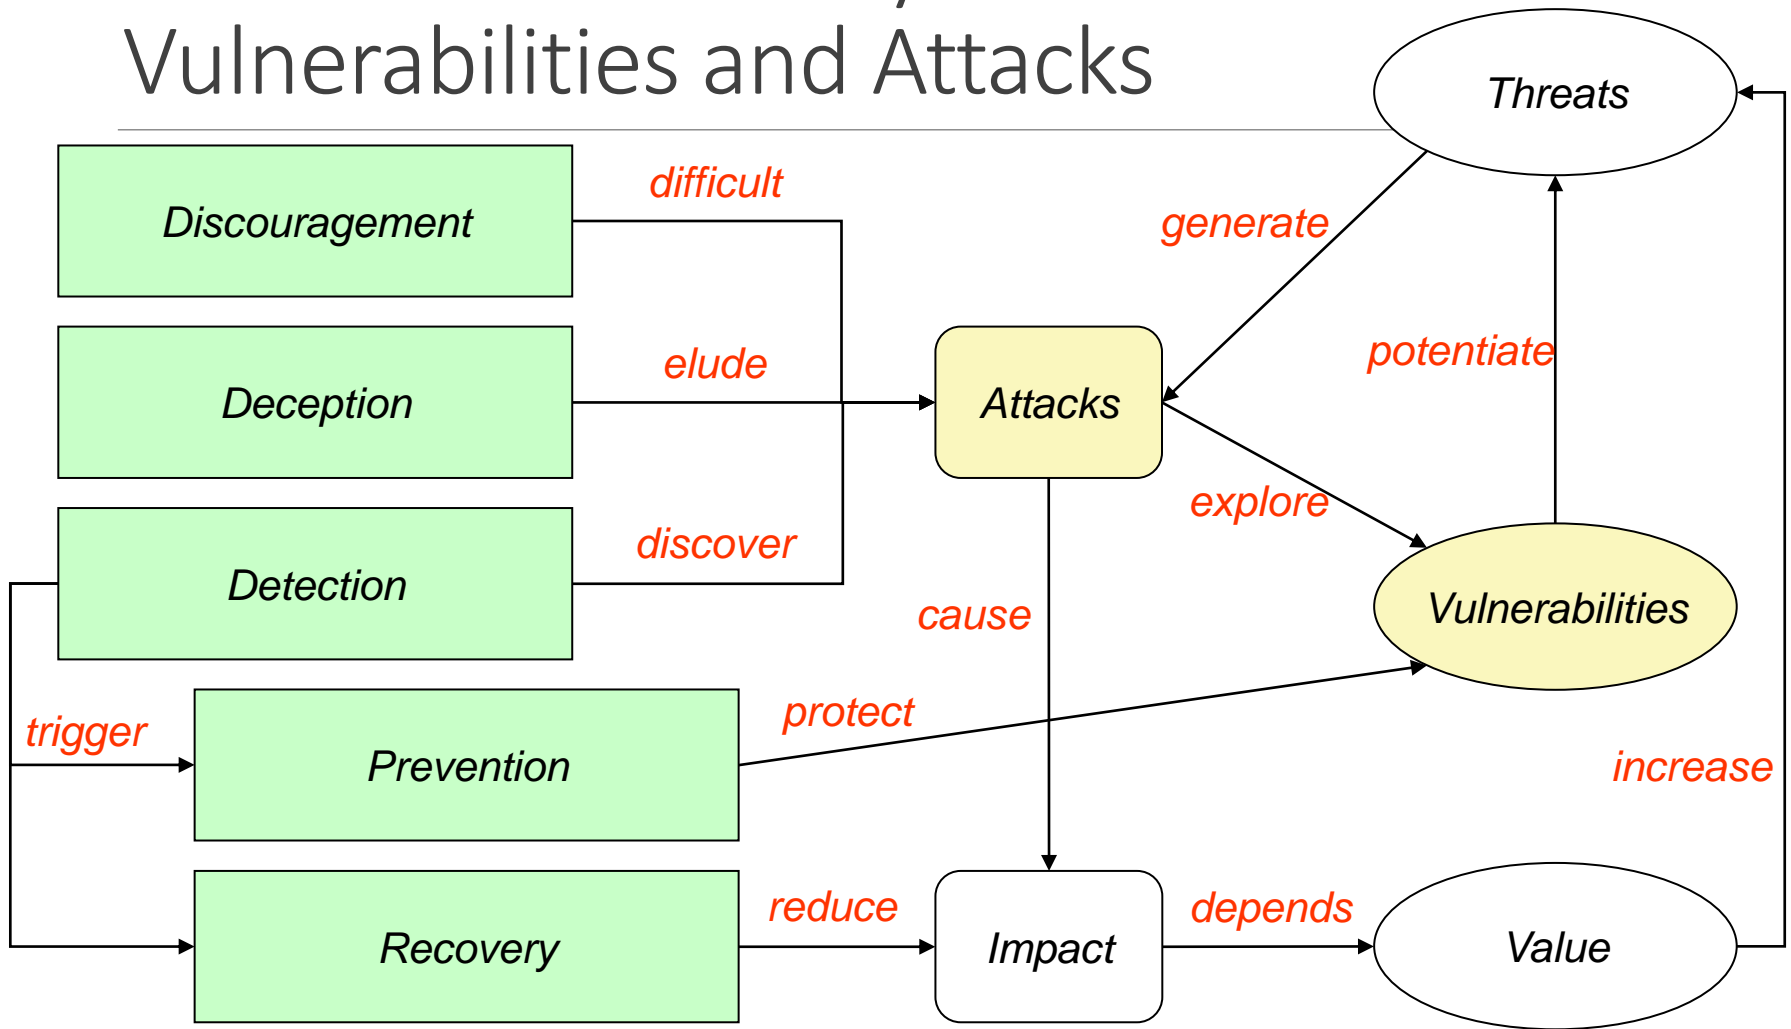 Vulnerabilities and Attacks
Threats
difficult
Discouragement
generate
elude
potentiate
Deception
Attacks
explore
discover
Detection
cause
Vulnerabilities
trigger
protect
Prevention
increase
reduce
depends
Recovery
Impact
Value